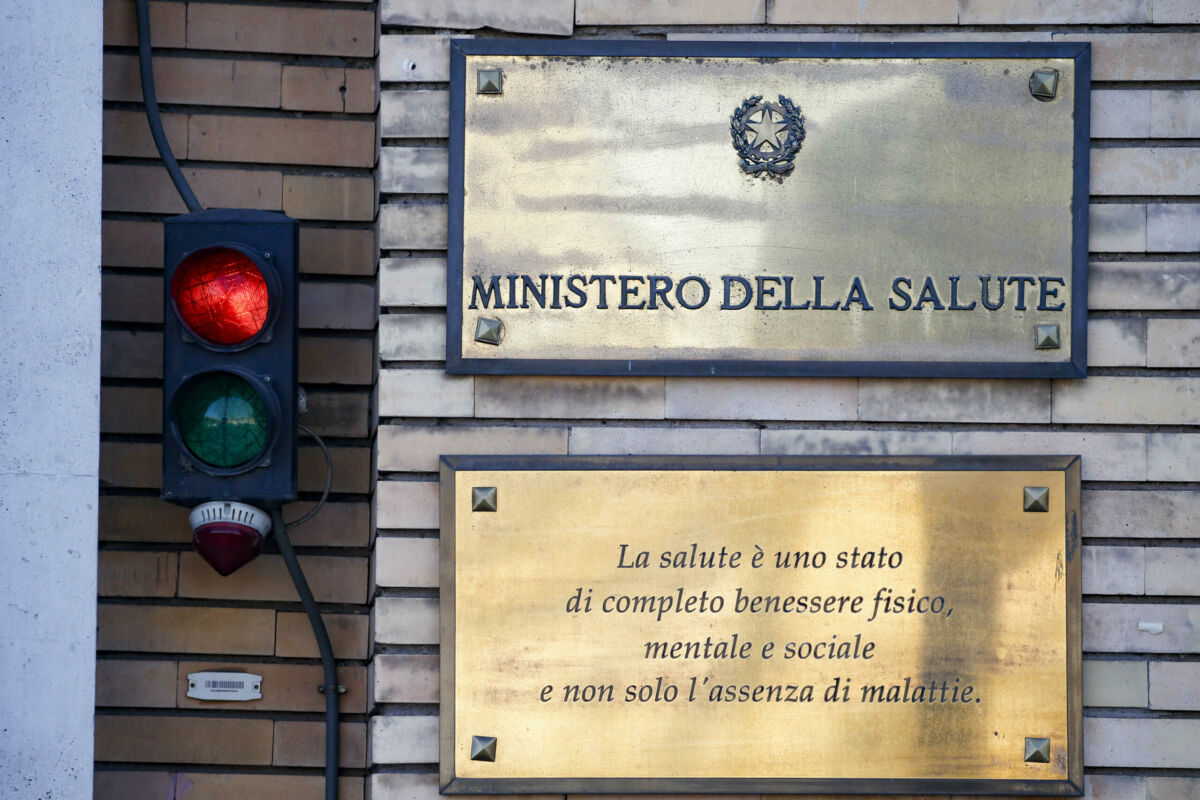 MINISTERO DELLA SALUTE
La salute è uno stato
di completo benessere fisico,
mentale e sociale
e non solo l'assenza di malattie.